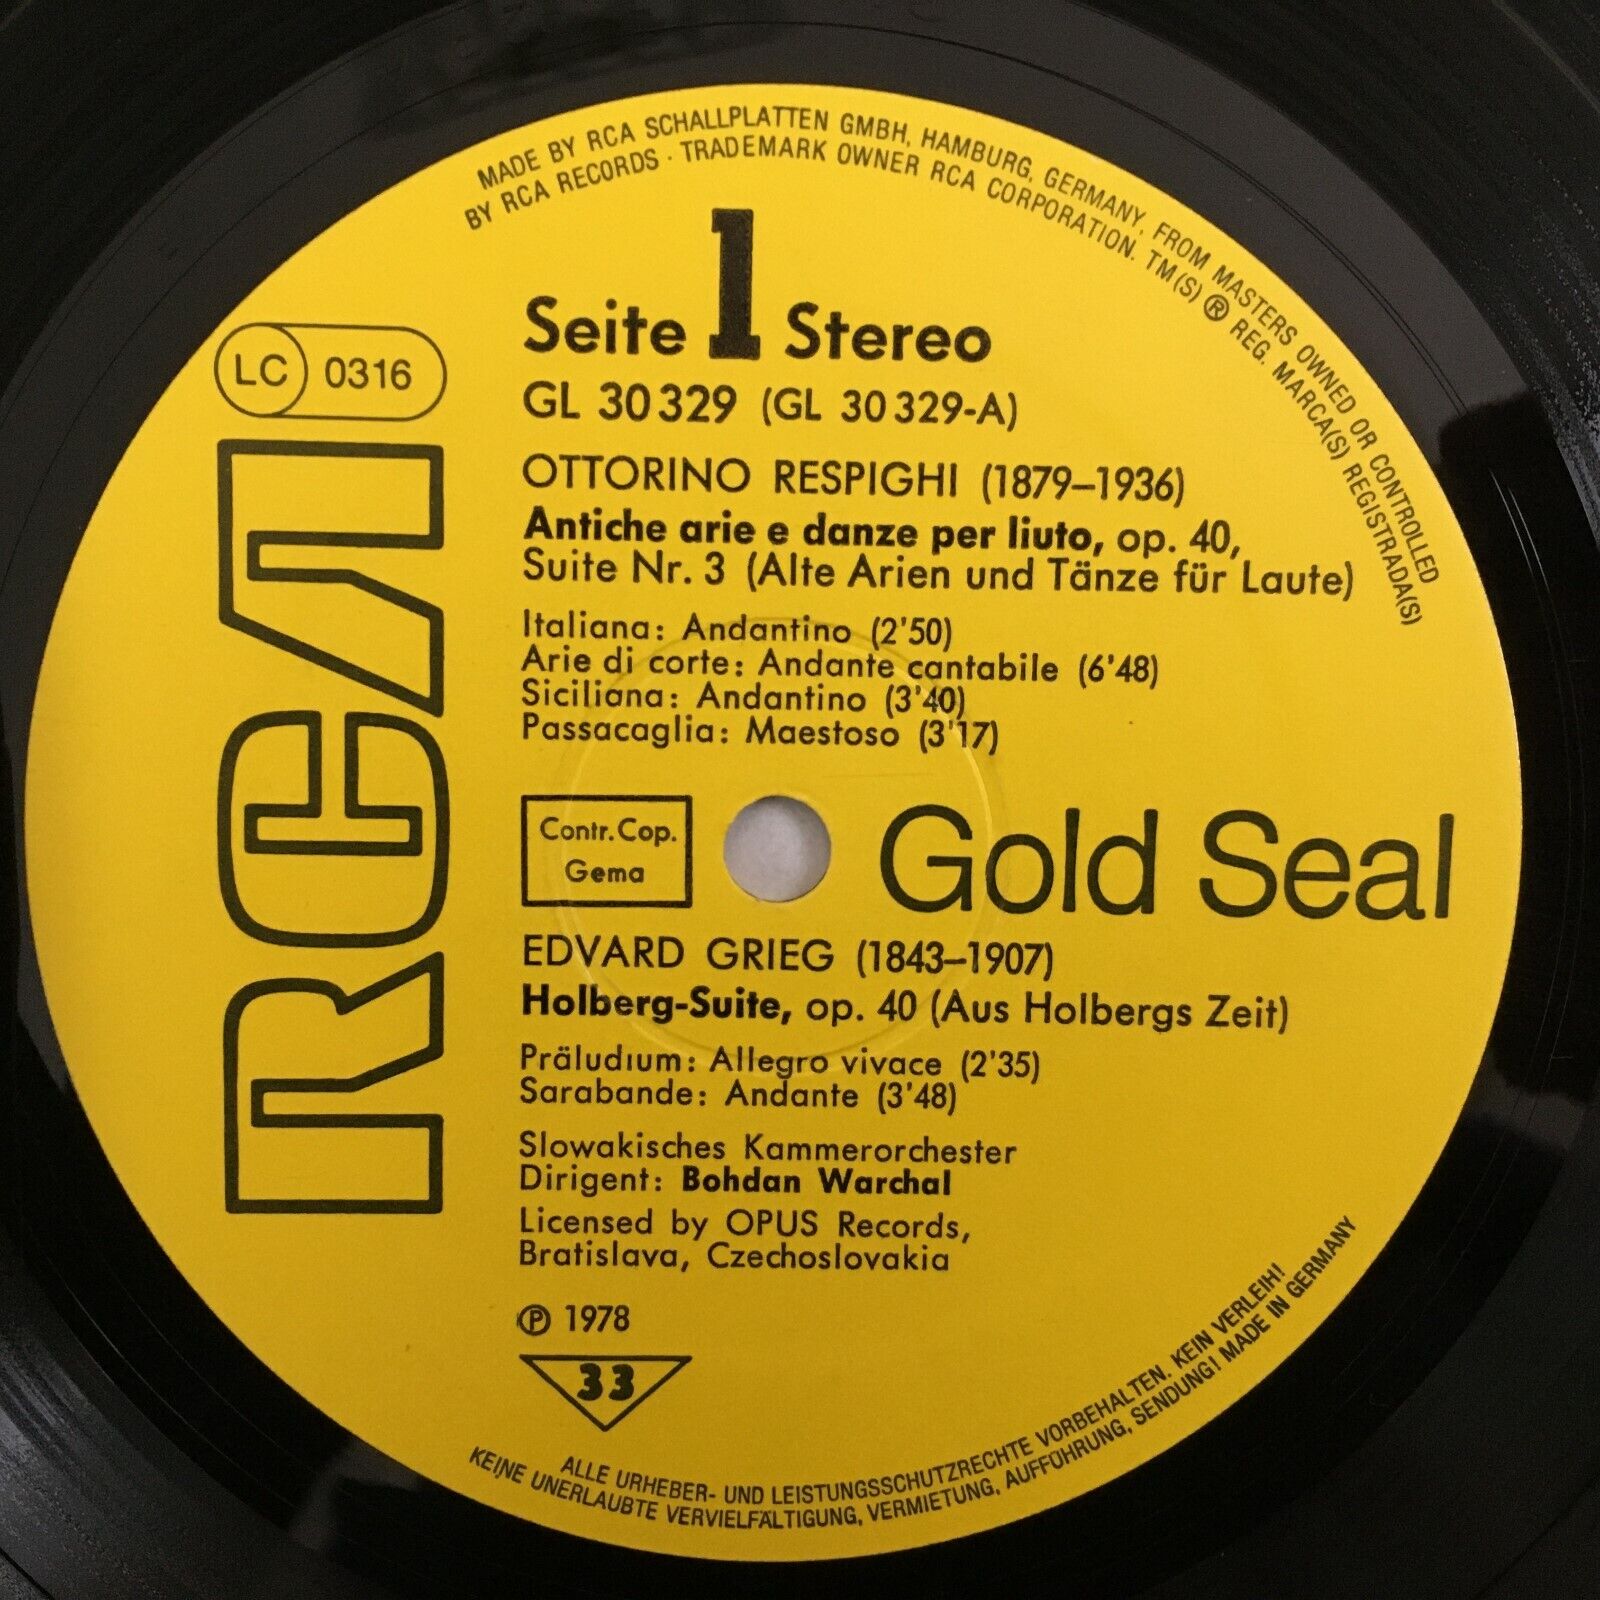 MADE BY RCA SCHALLPLATTEN GMBH, HAMBURG, GERMANY, FROM MASTERS OWNED OR CONTROLLED
BY RCA RECORDS · TRADEMARK OWNER RCA CORPORATION. TM(S) ® REG. MARCA(S) REGISTRADA(S)
Seite 1 Stereo
LC 0316
GL 30 329 (GL 30 329-A)
RCA
OTTORINO RESPIGHI (1879–1936)
Antiche arie e danze per liuto, op. 40,
Suite Nr. 3 (Alte Arien und Tänze für Laute)
Italiana: Andantino (2'50)
Arie di corte: Andante cantabile (6'48)
Siciliana: Andantino (3'40)
Passacaglia: Maestoso (3'17)
Contr. Cop.
Gema
Gold Seal
EDVARD GRIEG (1843–1907)
Holberg-Suite, op. 40 (Aus Holbergs Zeit)
Präludium: Allegro vivace (2'35)
Sarabande: Andante (3'48)
Slowakisches Kammerorchester
Dirigent: Bohdan Warchal
Licensed by OPUS Records,
Bratislava, Czechoslovakia
℗ 1978
33
ALLE URHEBER- UND LEISTUNGSSCHUTZRECHTE VORBEHALTEN. KEIN VERLEIH!
KEINE UNERLAUBTE VERVIELFÄLTIGUNG, VERMIETUNG, AUFFÜHRUNG, SENDUNG! MADE IN GERMANY